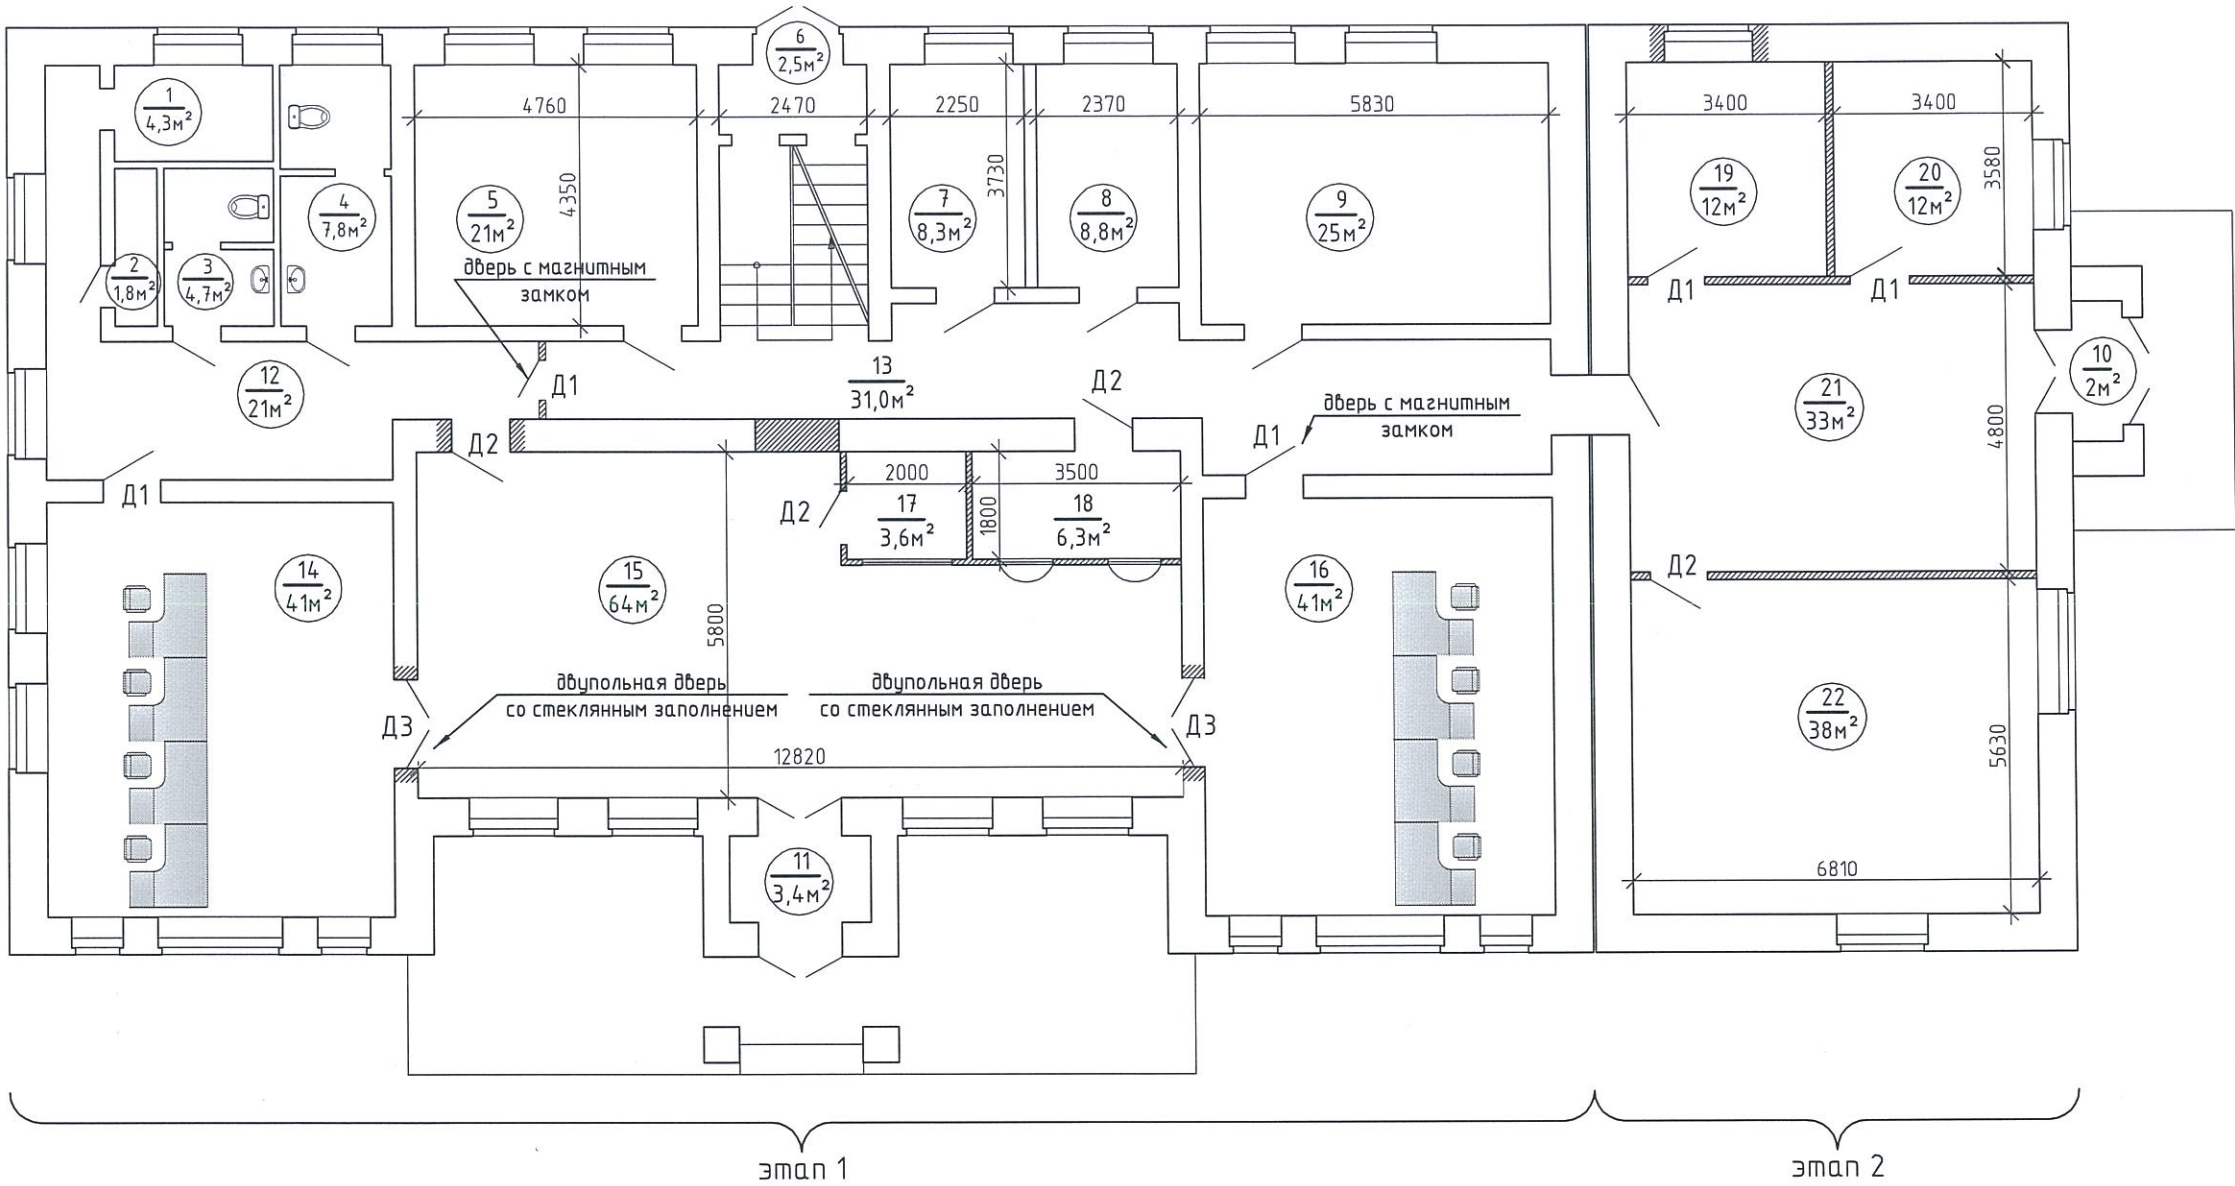 6
2,5м²
1
4,3м²
4760
2470
2250
2370
5830
3400
3400
4350
3730
3580
2
1,8м²
3
4,7м²
4
7,8м²
5
21м²
7
8,3м²
8
8,8м²
9
25м²
19
12м²
20
12м²
дверь с магнитным
замком
Д1
Д1
10
2м²
12
21м²
Д1
13
31,0м²
Д2
дверь с магнитным
замком
Д1
21
33м²
4800
Д2
Д1
2000
3500
1800
Д2
17
3,6м²
18
6,3м²
14
41м²
15
64м²
5800
16
41м²
Д2
двупольная дверь
со стеклянным заполнением
двупольная дверь
со стеклянным заполнением
Д3
Д3
12820
22
38м²
5630
6810
11
3,4м²
этап 1
этап 2